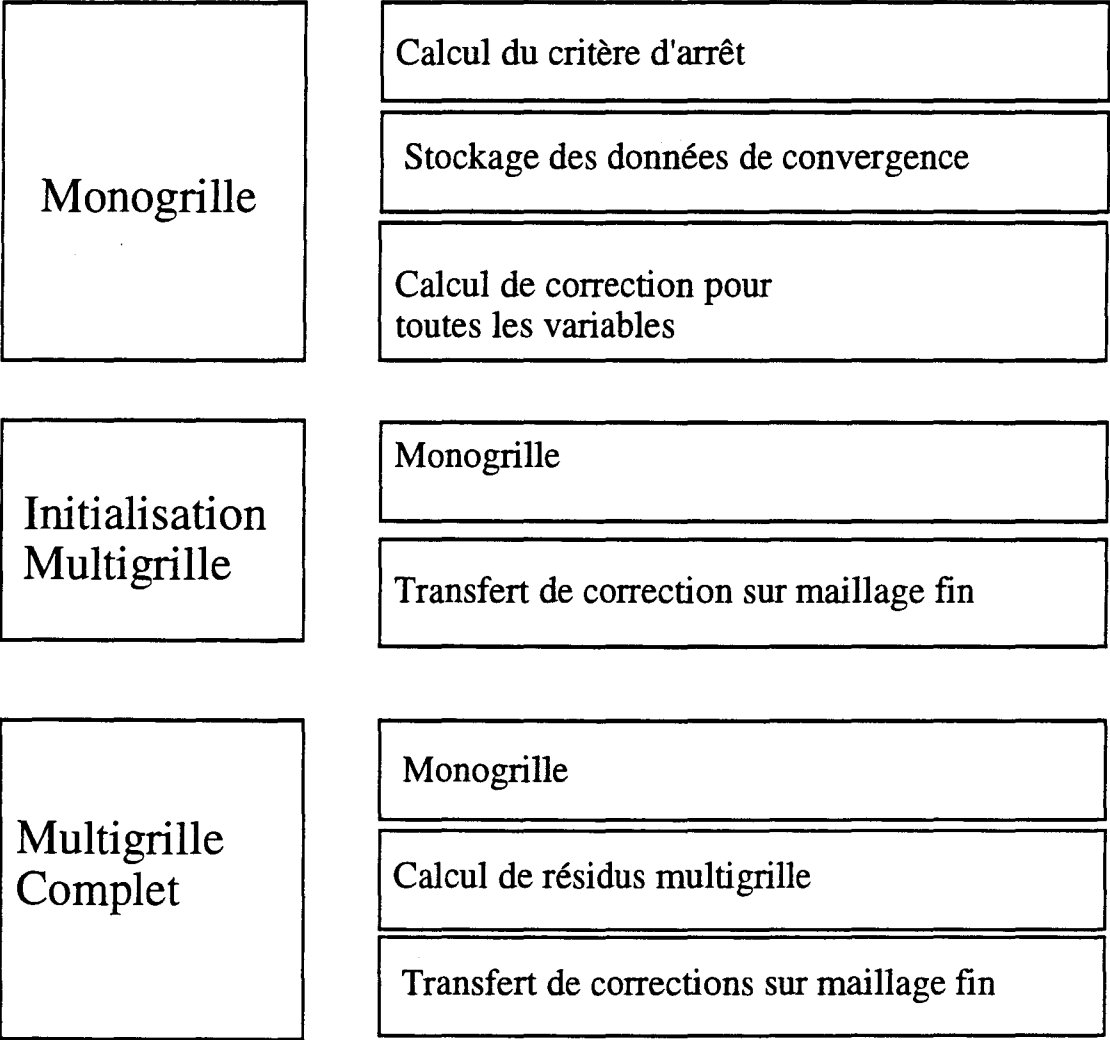 Monogrille
Calcul du critère d'arrêt
Stockage des données de convergence
Calcul de correction pour
toutes les variables
Initialisation
Multigrille
Monogrille
Transfert de correction sur maillage fin
Multigrille
Complet
Monogrille
Calcul de résidus multigrille
Transfert de corrections sur maillage fin